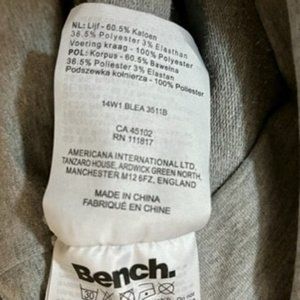 NL: Lijf - 60.5% Katoen
36.5% Polyester 3% Elasthan
Voering kraag - 100% Polyester
POL: Korpus - 60.5% Bawełna
36.5% Poliester 3% Elastan
Podszewka kołnierza - 100% Poliester
14W1 BLEA 3511B
CA 45102
RN 111817
AMERICANA INTERNATIONAL LTD.
TANZARO HOUSE, ARDWICK GREEN NORTH,
MANCHESTER M12 6FZ, ENGLAND
MADE IN CHINA
FABRIQUÉ EN CHINE
Bench.
30